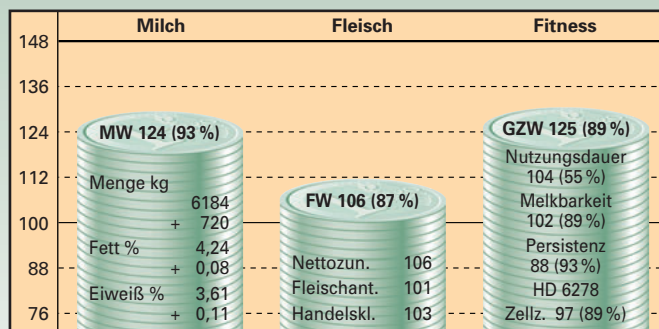 Milch Fleisch Fitness
148
136
124
112
100
88
76
MW 124 (93 %)
Menge kg
6184
+ 720
Fett % 4,24
+ 0,08
Eiweiß % 3,61
+ 0,11
FW 106 (87 %)
Nettozun. 106
Fleischant. 101
Handelskl. 103
GZW 125 (89 %)
Nutzungsdauer
104 (55 %)
Melkbarkeit
102 (89 %)
Persistenz
88 (93 %)
HD 6278
Zellz. 97 (89 %)